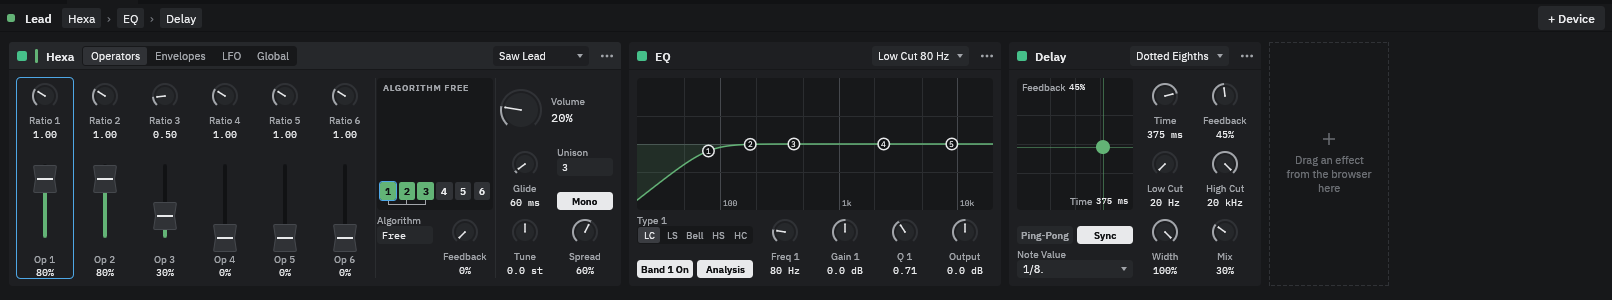 Lead Hexa › EQ › Delay + Device
Hexa Operators Envelopes LFO Global Saw Lead
Ratio 1 Ratio 2 Ratio 3 Ratio 4 Ratio 5 Ratio 6
1.00 1.00 0.50 1.00 1.00 1.00
Op 1 Op 2 Op 3 Op 4 Op 5 Op 6
80% 80% 30% 0% 0% 0%
ALGORITHM FREE
1 2 3 4 5 6
Algorithm
Free
Feedback
0%
Volume
20%
Unison
3
Glide
60 ms
Mono
Tune Spread
0.0 st 60%
EQ Low Cut 80 Hz
1 2 3 4 5
100 1k 10k
Type 1
LC LS Bell HS HC
Band 1 On Analysis
Freq 1 Gain 1 Q 1 Output
80 Hz 0.0 dB 0.71 0.0 dB
Delay Dotted Eighths
Feedback 45%
Time 375 ms
Ping-Pong Sync
Note Value
1/8.
Time Feedback
375 ms 45%
Low Cut High Cut
20 Hz 20 kHz
Width Mix
100% 30%
+
Drag an effect
from the browser
here